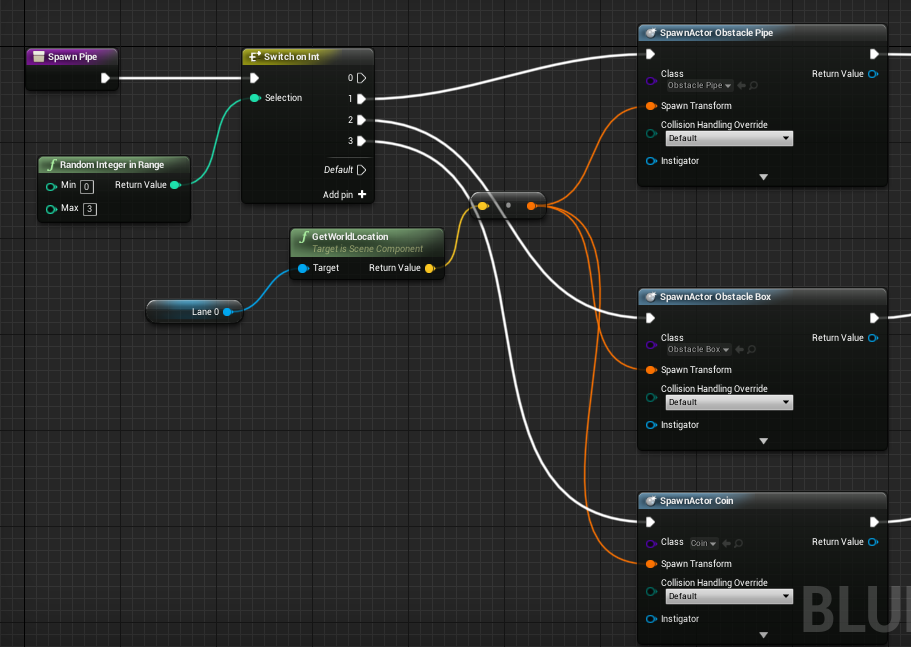 Spawn Pipe
Switch on Int
0
Selection
1
2
3
Default
Add pin
Random Integer in Range
Min 0
Return Value
Max 3
GetWorldLocation
Target is Scene Component
Target
Return Value
Lane 0
SpawnActor Obstacle Pipe
Class
Return Value
Obstacle Pipe
Spawn Transform
Collision Handling Override
Default
Instigator
SpawnActor Obstacle Box
Class
Return Value
Obstacle Box
Spawn Transform
Collision Handling Override
Default
Instigator
SpawnActor Coin
Class Coin
Return Value
Spawn Transform
Collision Handling Override
Default
Instigator